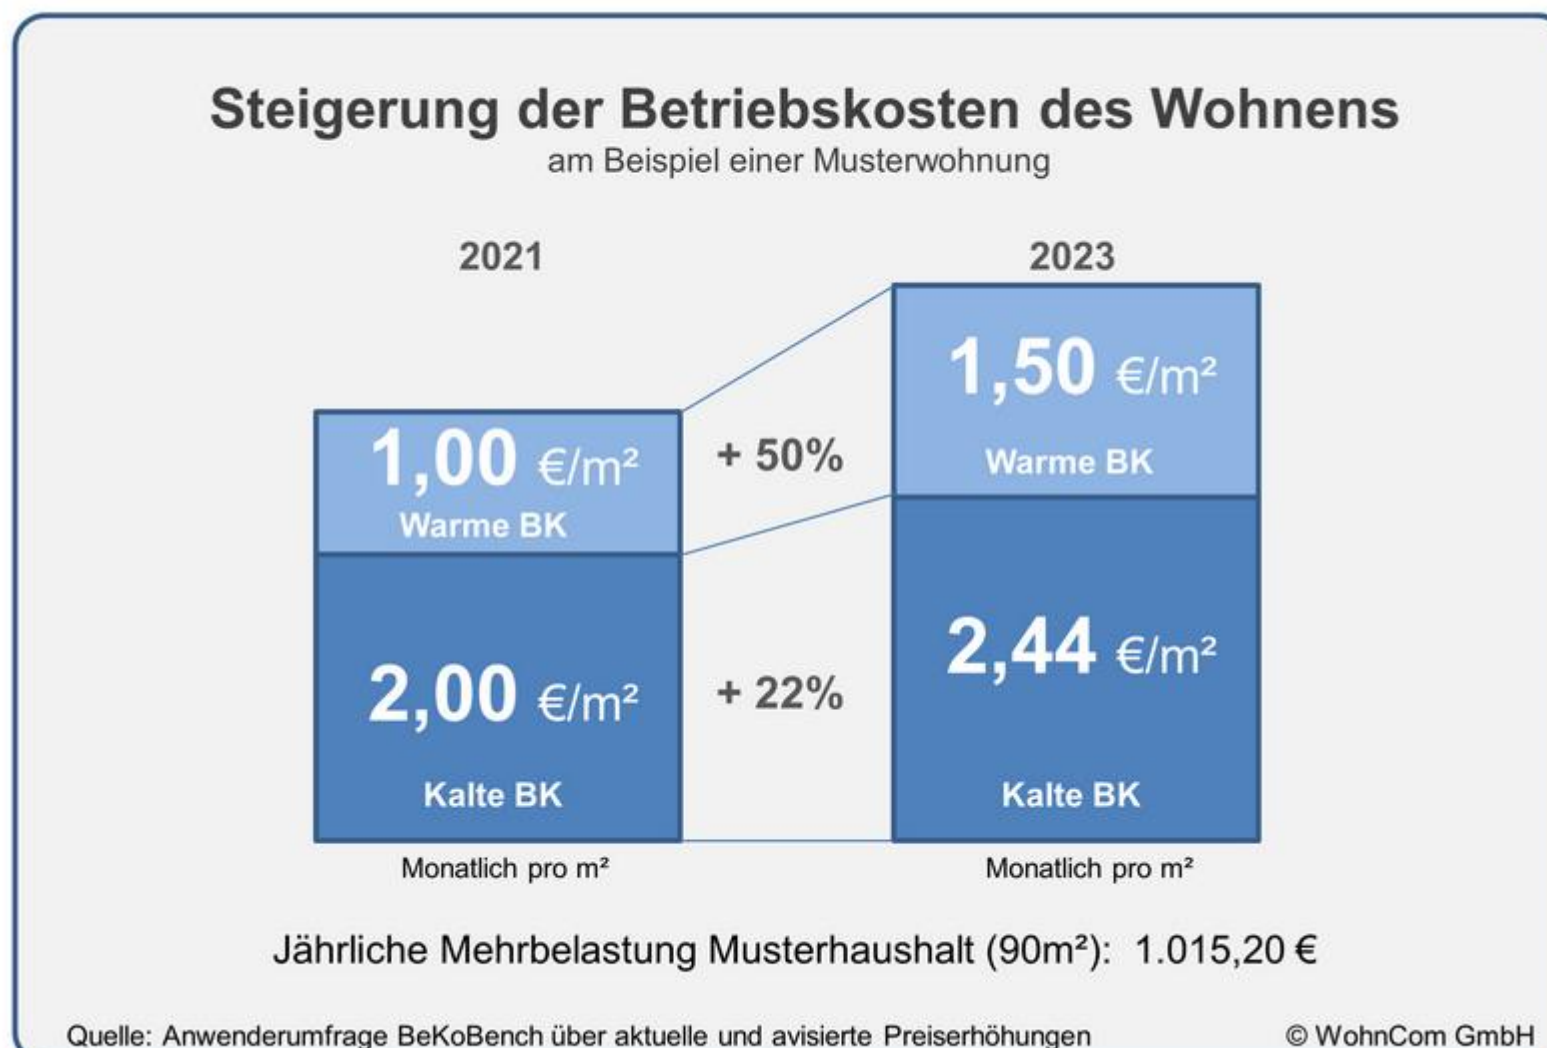 Steigerung der Betriebskosten des Wohnens
am Beispiel einer Musterwohnung
2021
2023
1,00 €/m²
Warme BK
+ 50%
1,50 €/m²
Warme BK
2,00 €/m²
Kalte BK
+ 22%
2,44 €/m²
Kalte BK
Monatlich pro m²
Monatlich pro m²
Jährliche Mehrbelastung Musterhaushalt (90m²): 1.015,20 €
Quelle: Anwenderumfrage BeKoBench über aktuelle und avisierte Preiserhöhungen
© WohnCom GmbH